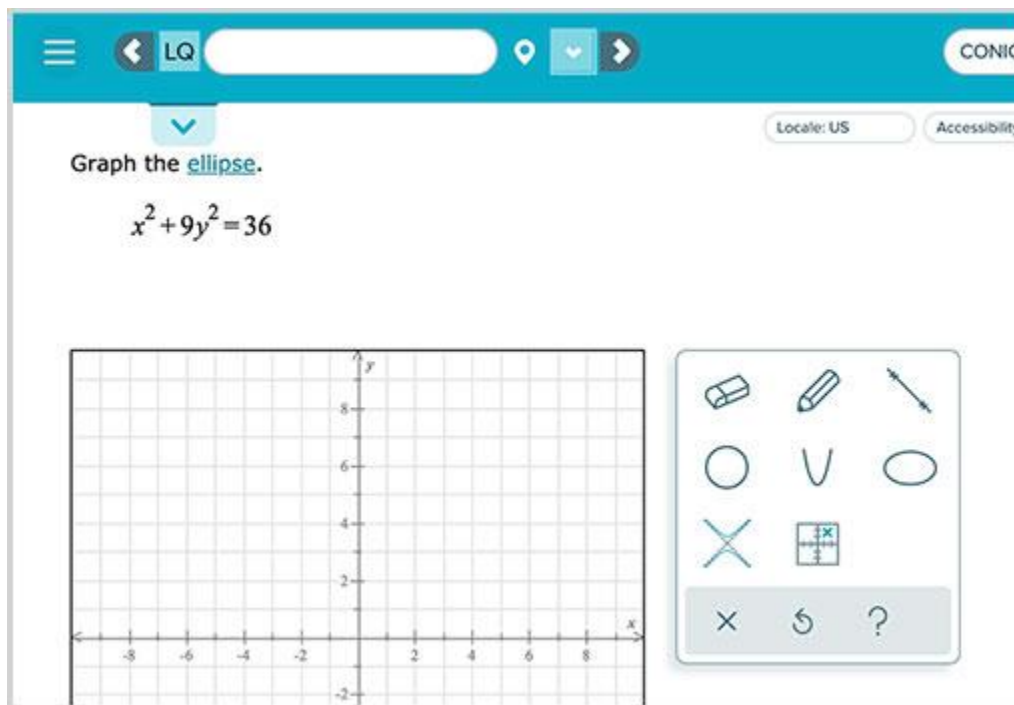 LQ
CONIC
Locale: US
Accessibility
Graph the ellipse.
x²+9y²=36
y
8
6
4
2
x
-8 -6 -4 -2 2 4 6 8
-2
?